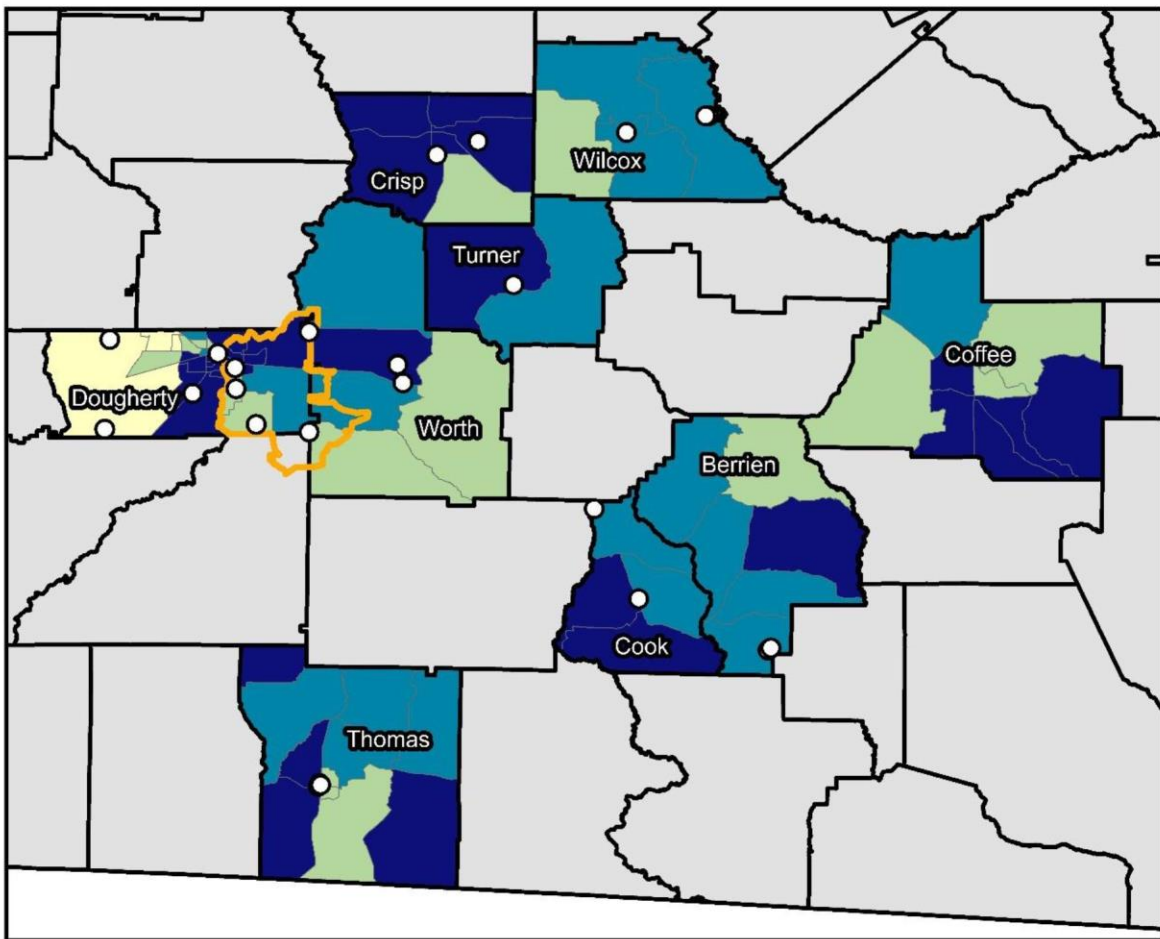 Wilcox
Crisp
Turner
Coffee
Dougherty
Worth
Berrien
Cook
Thomas